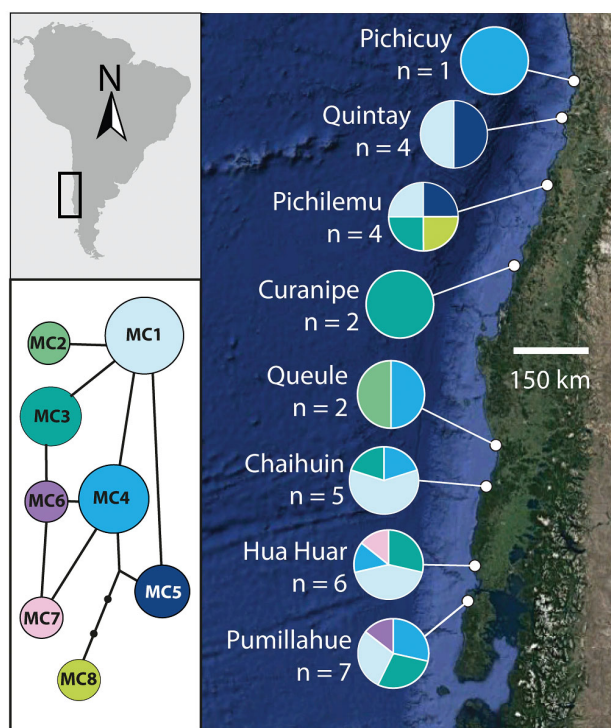 N
MC1
MC2
MC3
MC6
MC4
MC5
MC7
MC8
Pichicuy
n = 1
Quintay
n = 4
Pichilemu
n = 4
Curanipe
n = 2
150 km
Queule
n = 2
Chaihuin
n = 5
Hua Huar
n = 6
Pumillahue
n = 7